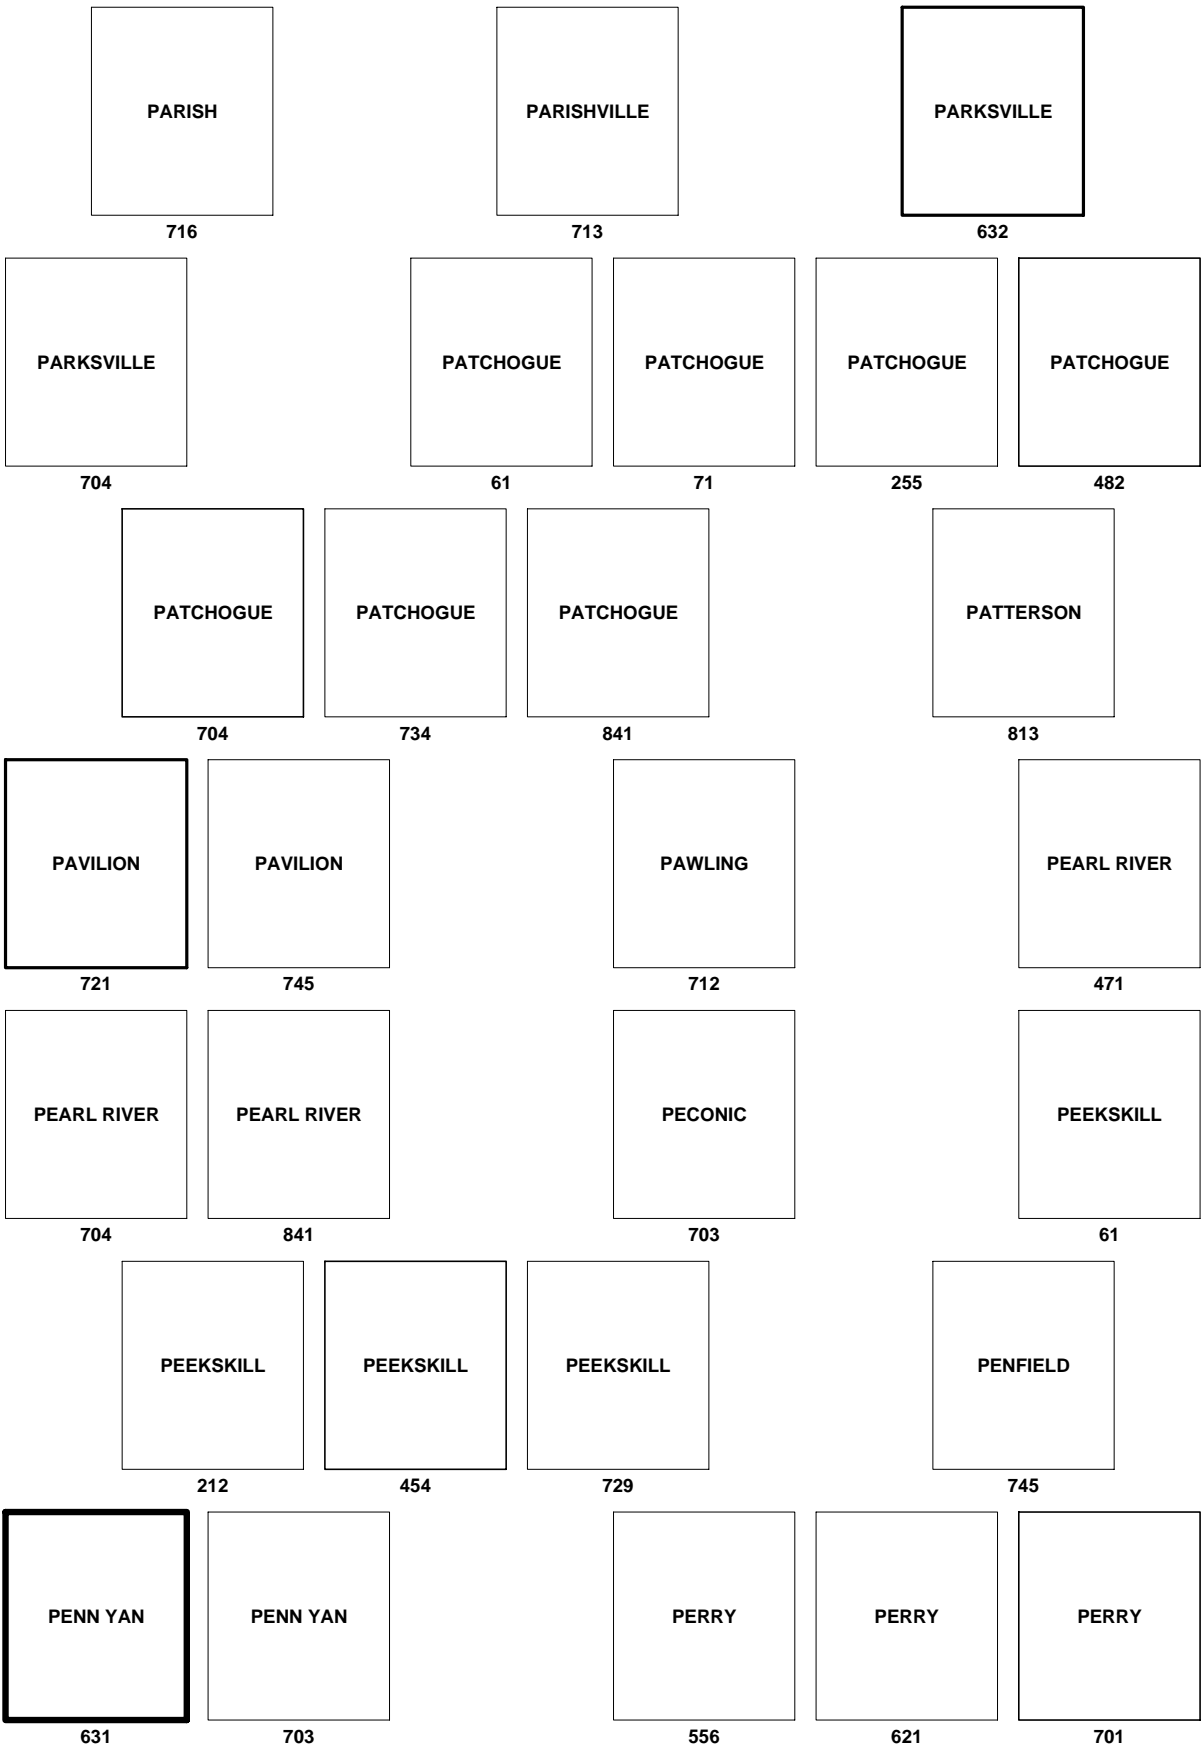 PARISH PARISHVILLE PARKSVILLE
716 713 632
PARKSVILLE PATCHOGUE PATCHOGUE PATCHOGUE PATCHOGUE
704 61 71 255 482
PATCHOGUE PATCHOGUE PATCHOGUE PATTERSON
704 734 841 813
PAVILION PAVILION PAWLING PEARL RIVER
721 745 712 471
PEARL RIVER PEARL RIVER PECONIC PEEKSKILL
704 841 703 61
PEEKSKILL PEEKSKILL PEEKSKILL PENFIELD
212 454 729 745
PENN YAN PENN YAN PERRY PERRY PERRY
631 703 556 621 701